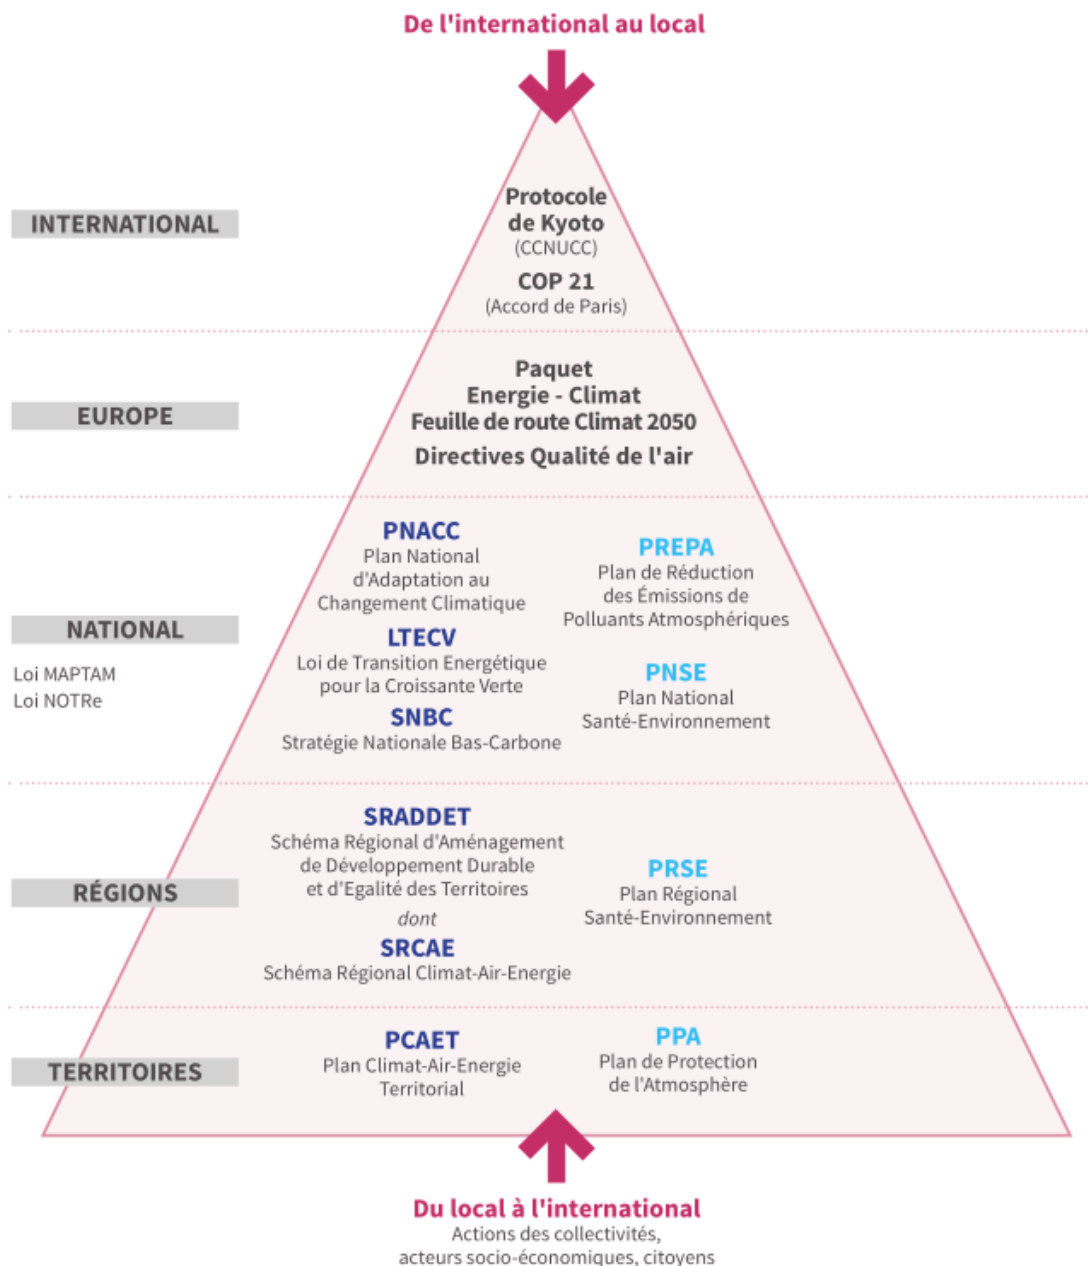 De l'international au local
INTERNATIONAL
Protocole
de Kyoto
(CCNUCC)
COP 21
(Accord de Paris)
EUROPE
Paquet
Energie - Climat
Feuille de route Climat 2050
Directives Qualité de l'air
NATIONAL
Loi MAPTAM
Loi NOTRe
PNACC
Plan National
d'Adaptation au
Changement Climatique
LTECV
Loi de Transition Energétique
pour la Croissante Verte
SNBC
Stratégie Nationale Bas-Carbone
PREPA
Plan de Réduction
des Émissions de
Polluants Atmosphériques
PNSE
Plan National
Santé-Environnement
RÉGIONS
SRADDET
Schéma Régional d'Aménagement
de Développement Durable
et d'Egalité des Territoires
dont
SRCAE
Schéma Régional Climat-Air-Energie
PRSE
Plan Régional
Santé-Environnement
TERRITOIRES
PCAET
Plan Climat-Air-Energie
Territorial
PPA
Plan de Protection
de l'Atmosphère
Du local à l'international
Actions des collectivités,
acteurs socio-économiques, citoyens